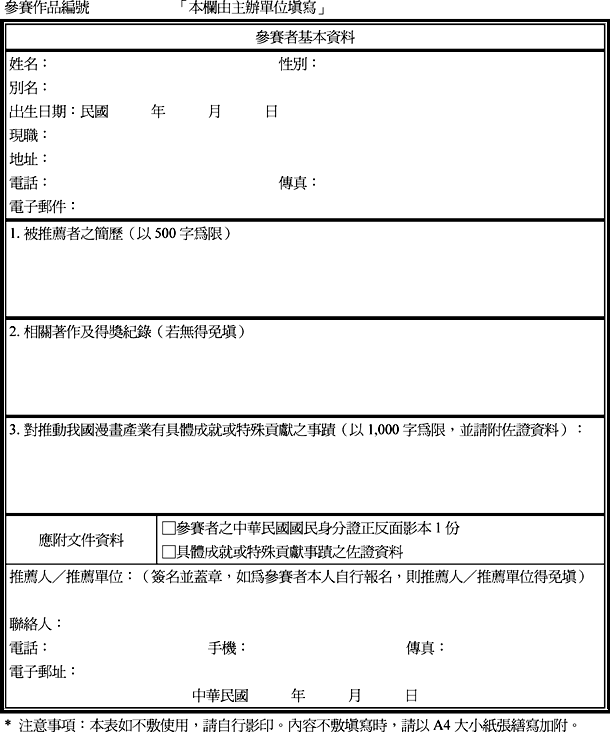 參賽作品編號　「本欄由主辦單位填寫」
參賽者基本資料
姓名：　性別：
別名：
出生日期：民國　年　月　日
現職：
地址：
電話：　傳真：
電子郵件：
1. 被推薦者之簡歷（以 500 字為限）
2. 相關著作及得獎紀錄（若無得免填）
3. 對推動我國漫畫產業有具體成就或特殊貢獻之事蹟（以 1,000 字為限，並請附佐證資料）：
應附文件資料
□參賽者之中華民國國民身分證正反面影本 1 份
□具體成就或特殊貢獻事蹟之佐證資料
推薦人／推薦單位：（簽名並蓋章，如為參賽者本人自行報名，則推薦人／推薦單位得免填）
聯絡人：
電話：　手機：　傳真：
電子郵址：
中華民國　年　月　日
* 注意事項：本表如不敷使用，請自行影印。內容不敷填寫時，請以 A4 大小紙張繕寫加附。